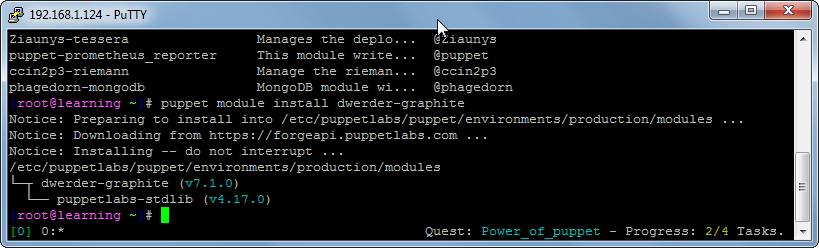 192.168.1.124 - PuTTY
Ziaunys-tessera Manages the deplo... @Ziaunys
puppet-prometheus_reporter This module write... @puppet
ccin2p3-riemann Manage the rieman... @ccin2p3
phagedorn-mongodb MongoDB module wi... @phagedorn
[root@learning ~]# puppet module install dwerder-graphite
Notice: Preparing to install into /etc/puppetlabs/puppet/environments/production/modules ...
Notice: Downloading from https://forgeapi.puppetlabs.com ...
Notice: Installing -- do not interrupt ...
/etc/puppetlabs/puppet/environments/production/modules
└─┬ dwerder-graphite (v7.1.0)
└── puppetlabs-stdlib (v4.17.0)
[root@learning ~]#
[0] 0:* Quest: Power_of_puppet - Progress: 2/4 Tasks.